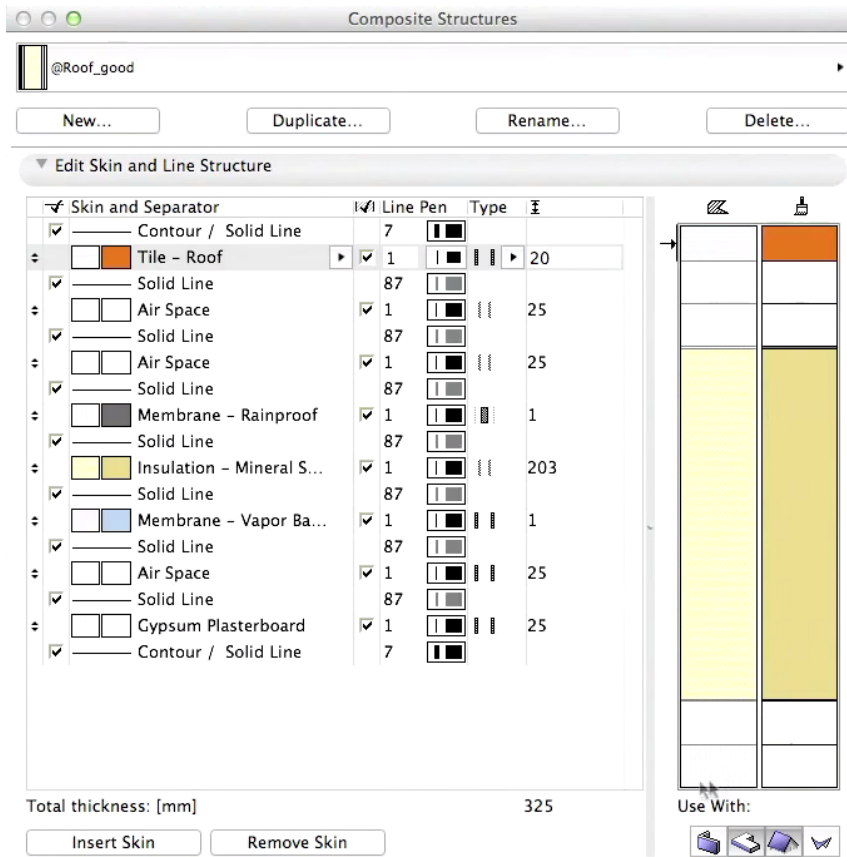 Composite Structures
@Roof_good
New... Duplicate... Rename... Delete...
Edit Skin and Line Structure
Skin and Separator Line Pen Type
Contour / Solid Line 7
Tile - Roof 1 20
Solid Line 87
Air Space 1 25
Solid Line 87
Air Space 1 25
Solid Line 87
Membrane - Rainproof 1 1
Solid Line 87
Insulation - Mineral S... 1 203
Solid Line 87
Membrane - Vapor Ba... 1 1
Solid Line 87
Air Space 1 25
Solid Line 87
Gypsum Plasterboard 1 25
Contour / Solid Line 7
Total thickness: [mm] 325 Use With:
Insert Skin Remove Skin